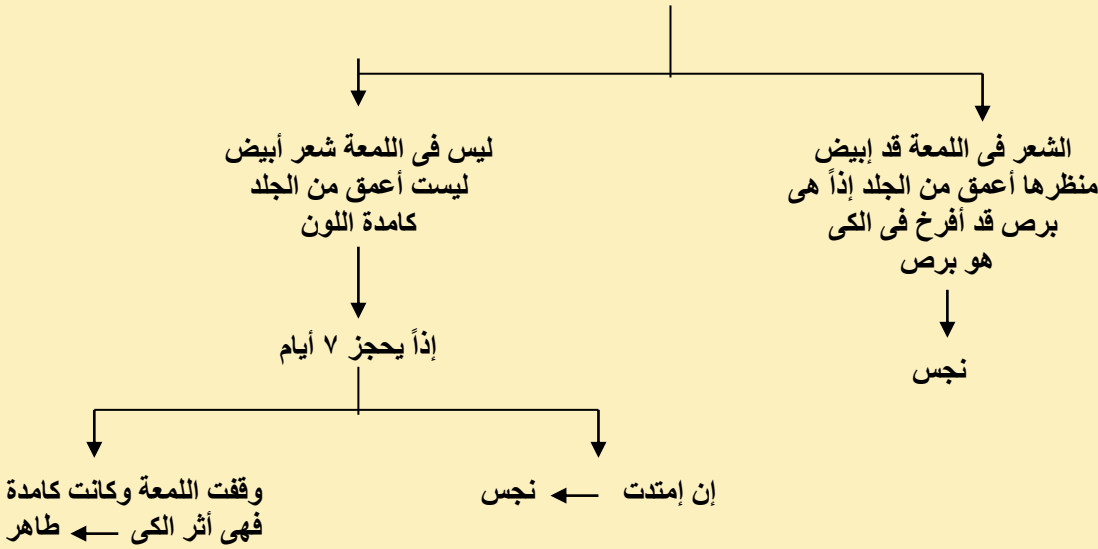 الشعر فى اللمعة قد إبيض
منظرها أعمق من الجلد إذاً هى
برص قد أفرخ فى الكى
هو برص
نجس
ليس فى اللمعة شعر أبيض
ليست أعمق من الجلد
كامدة اللون
إذاً يحجز ٧ أيام
إن إمتدت ← نجس
وقفت اللمعة وكانت كامدة
فهى أثر الكى ← طاهر